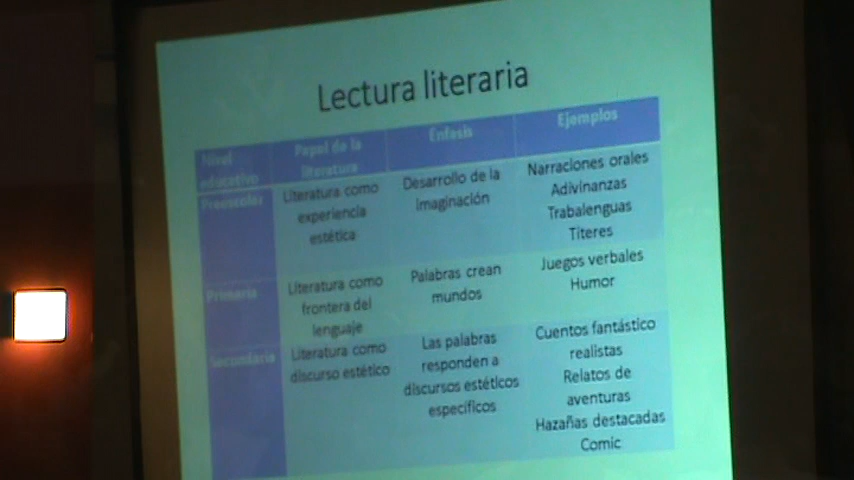 Lectura literaria
Nivel
educativo
Papel de la
literatura
Énfasis
Ejemplos
Preescolar
Literatura como
experiencia
estética
Desarrollo de la
imaginación
Narraciones orales
Adivinanzas
Trabalenguas
Títeres
Primaria
Literatura como
frontera del
lenguaje
Palabras crean
mundos
Juegos verbales
Humor
Secundaria
Literatura como
discurso estético
Las palabras
responden a
discursos estéticos
específicos
Cuentos fantástico
realistas
Relatos de
aventuras
Hazañas destacadas
Comic